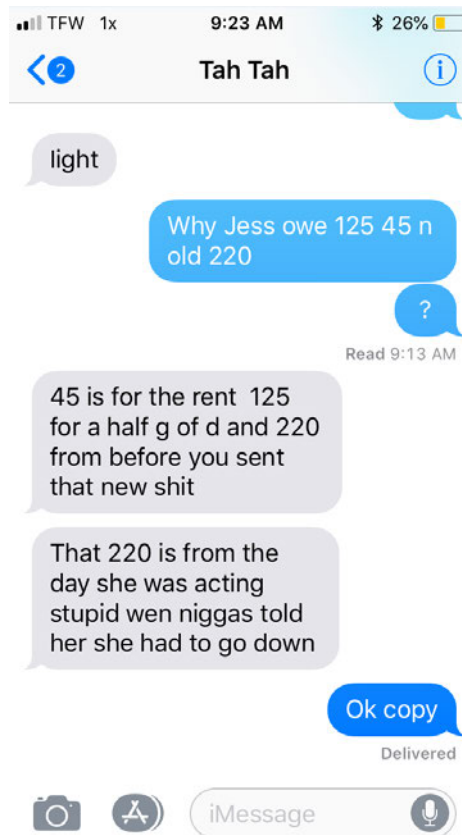 TFW 1x 9:23 AM 26%
2 Tah Tah i
light
Why Jess owe 125 45 n
old 220
?
Read 9:13 AM
45 is for the rent 125
for a half g of d and 220
from before you sent
that new shit
That 220 is from the
day she was acting
stupid wen niggas told
her she had to go down
Ok copy
Delivered
iMessage